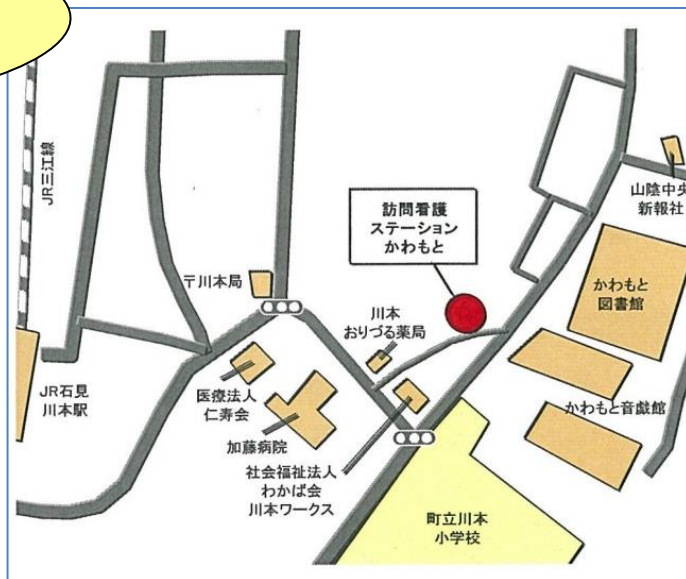 JR三江線
山陰中央
新報社
訪問看護
ステーション
かわもと
〒川本局
かわもと
図書館
川本
おりづる薬局
JR石見
川本駅
医療法人
仁寿会
かわもと音戯館
加藤病院
社会福祉法人
わかば会
川本ワークス
町立川本
小学校